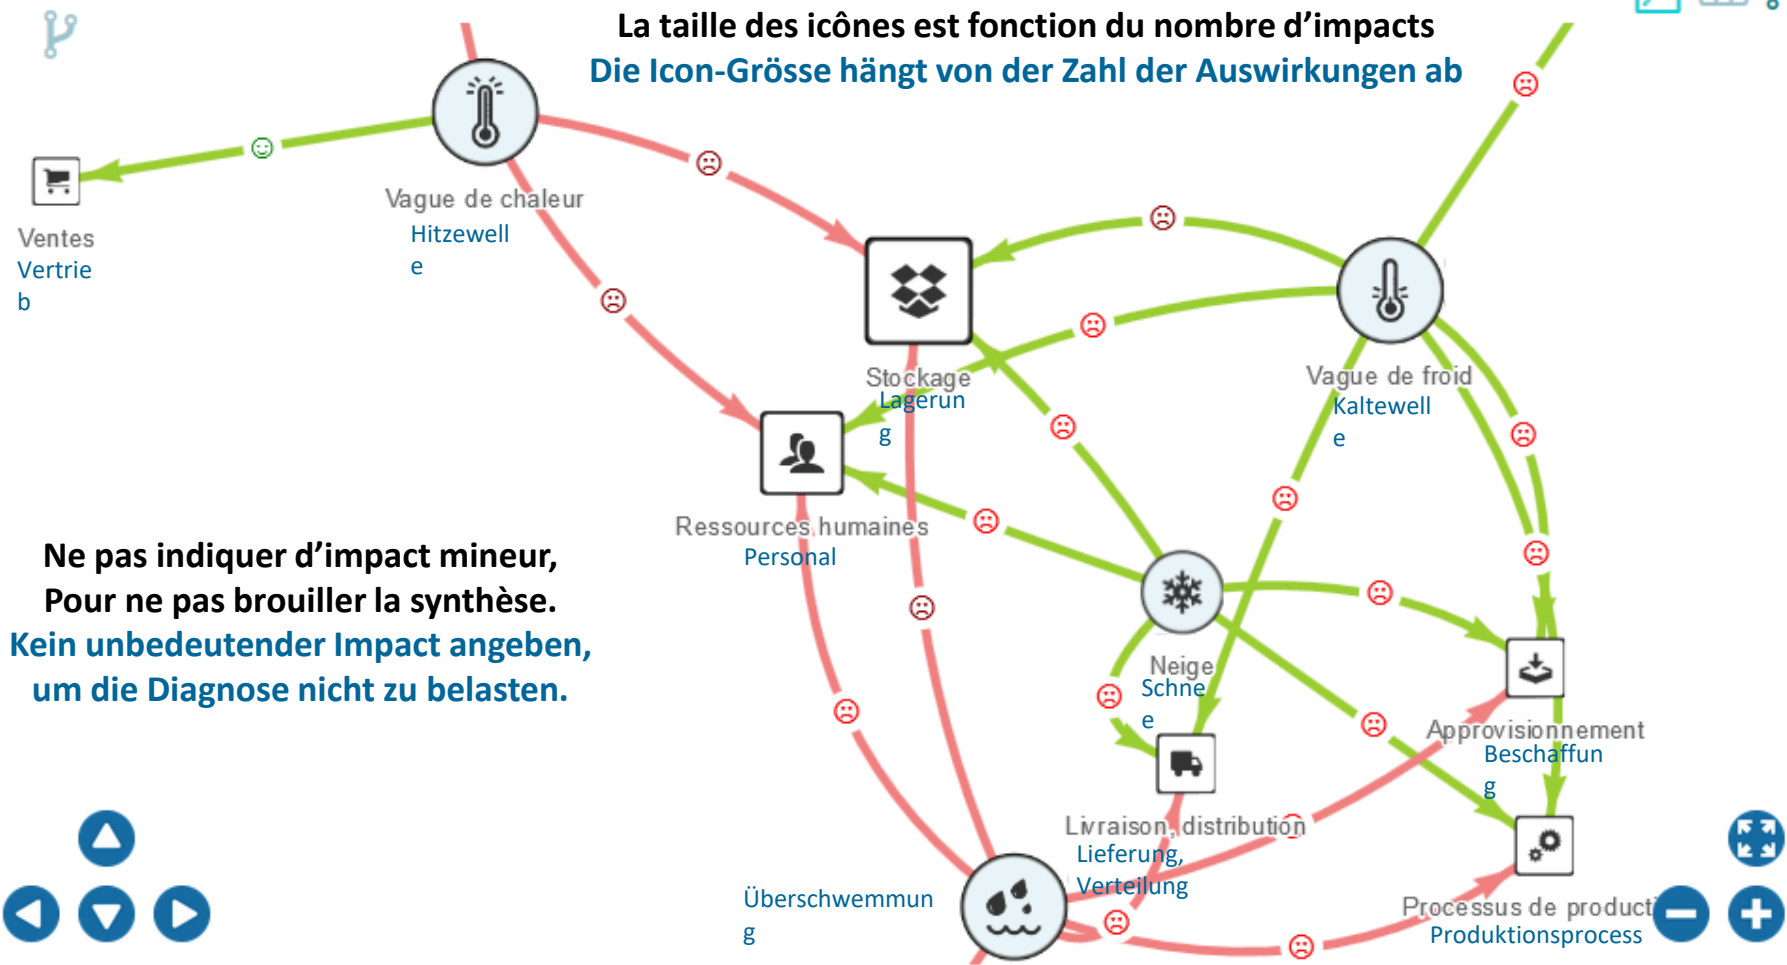 La taille des icônes est fonction du nombre d’impacts
Die Icon-Grösse hängt von der Zahl der Auswirkungen ab
Vague de chaleur
Hitzewell
e
Ventes
Vertrie
b
Stockage
Lagerun
g
Vague de froid
Kaltewell
e
Ressources humaines
Personal
Ne pas indiquer d’impact mineur,
Pour ne pas brouiller la synthèse.
Kein unbedeutender Impact angeben,
um die Diagnose nicht zu belasten.
Neige
Schne
e
Approvisionnement
Beschaffun
g
Livraison, distribution
Lieferung,
Verteilung
Überschwemmun
g
Processus de producti
Produktionsprocess